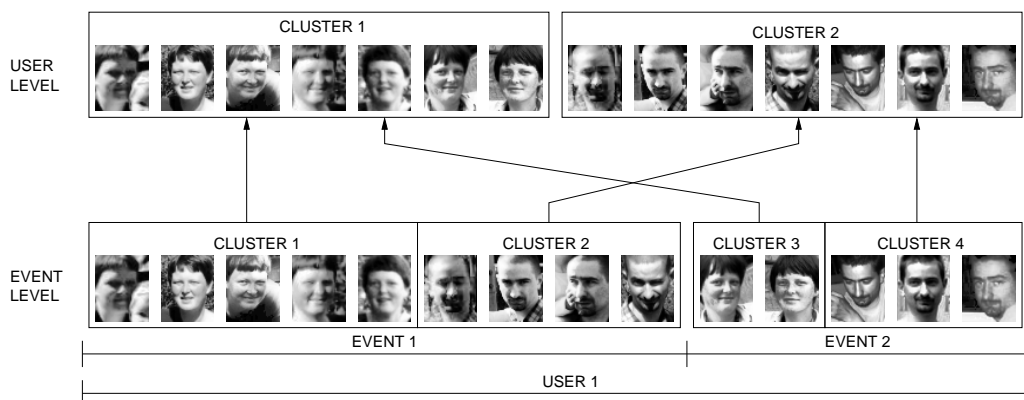 CLUSTER 1
CLUSTER 2
USER
LEVEL
CLUSTER 1
CLUSTER 2
CLUSTER 3
CLUSTER 4
EVENT
LEVEL
EVENT 1
EVENT 2
USER 1